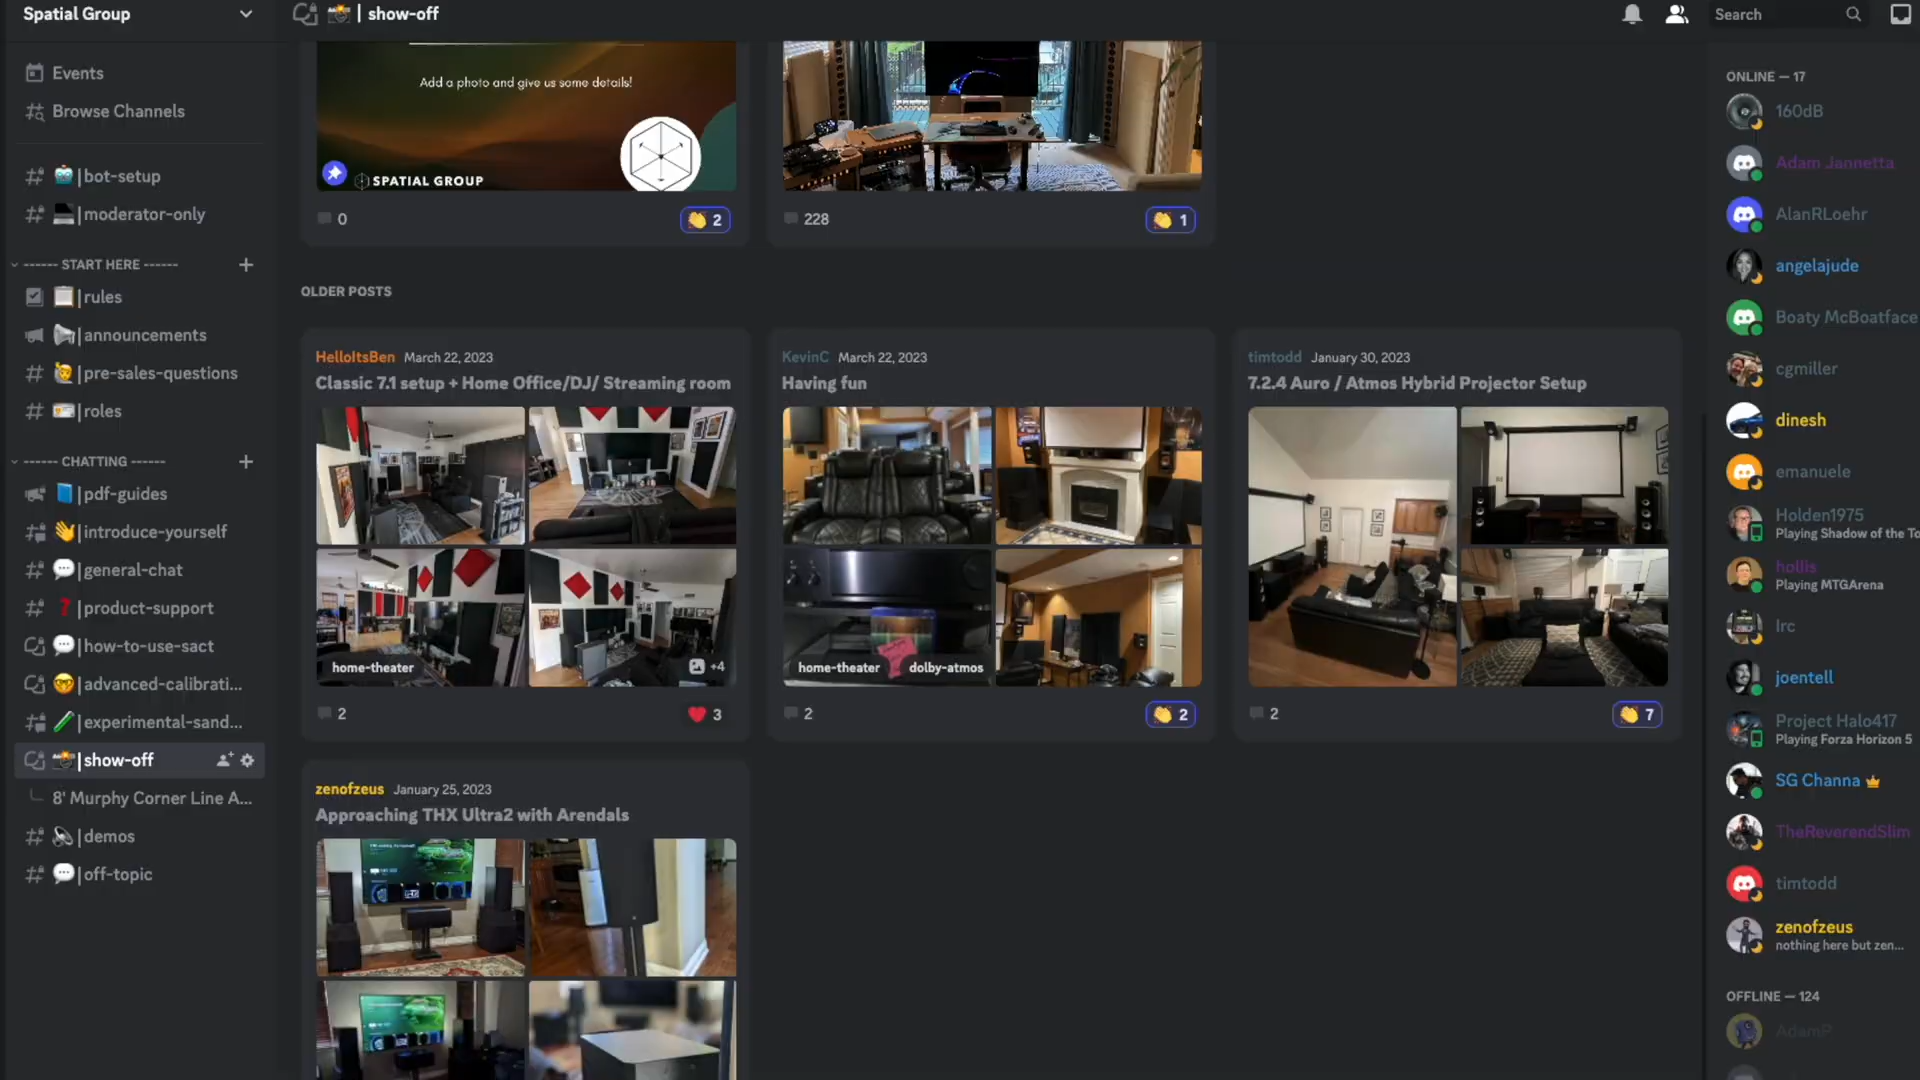 Spatial Group
Events
Browse Channels
|bot-setup
|moderator-only
------ START HERE ------
|rules
|announcements
|pre-sales-questions
|roles
------ CHATTING ------
|pdf-guides
|introduce-yourself
|general-chat
|product-support
|how-to-use-sact
|advanced-calibrati...
|experimental-sand...
|show-off
8' Murphy Corner Line A...
|demos
|off-topic
| show-off
Search
Add a photo and give us some details!
SPATIAL GROUP
0
2
228
1
OLDER POSTS
HelloItsBen March 22, 2023
Classic 7.1 setup + Home Office/DJ/ Streaming room
home-theater
+4
2
3
KevinC March 22, 2023
Having fun
home-theater dolby-atmos
2
2
timtodd January 30, 2023
7.2.4 Auro / Atmos Hybrid Projector Setup
2
7
zenofzeus January 25, 2023
Approaching THX Ultra2 with Arendals
ONLINE — 17
160dB
Adam Jannetta
AlanRLoehr
angelajude
Boaty McBoatface
cgmiller
dinesh
emanuele
Holden1975
Playing Shadow of the To
hollis
Playing MTGArena
lrc
joentell
Project Halo417
Playing Forza Horizon 5
SG Channa
TheReverendSlim
timtodd
zenofzeus
nothing here but zen...
OFFLINE — 124
AdamP